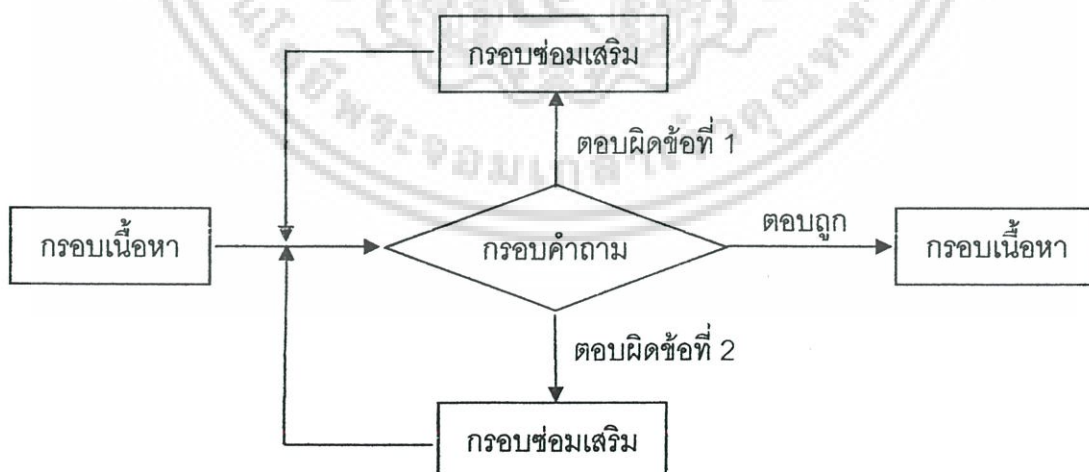 กรอบซ่อมเสริม
ตอบผิดข้อที่ 1
กรอบเนื้อหา
กรอบคำถาม
ตอบถูก
กรอบเนื้อหา
ตอบผิดข้อที่ 2
กรอบซ่อมเสริม